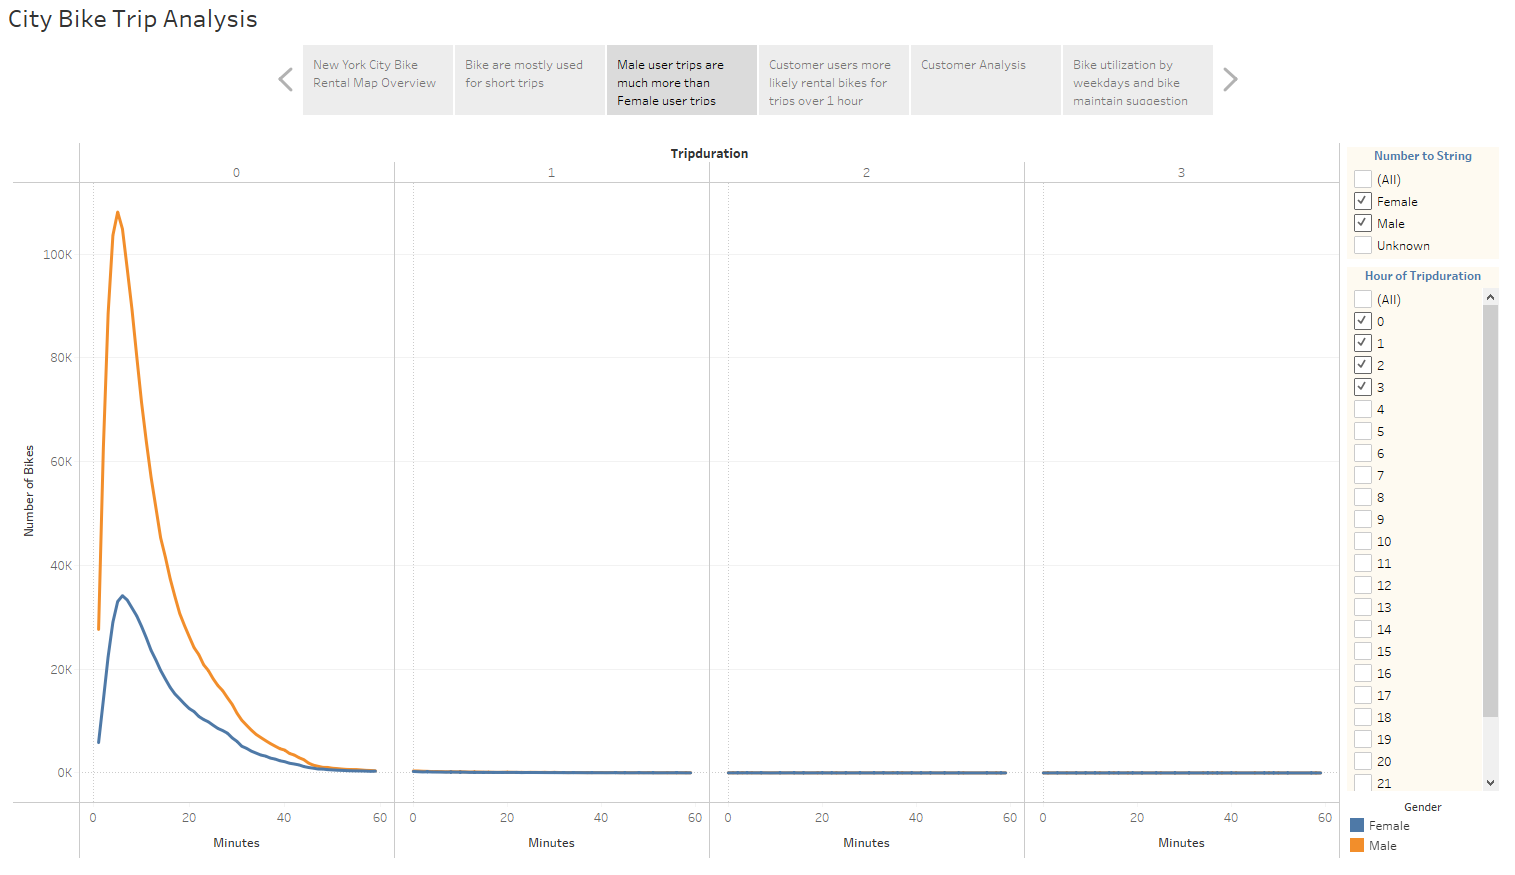 City Bike Trip Analysis
New York City Bike
Rental Map Overview
Bike are mostly used
for short trips
Male user trips are
much more than
Female user trips
Customer users more
likely rental bikes for
trips over 1 hour
Customer Analysis
Bike utilization by
weekdays and bike
maintain suggestion
Tripduration
0 1 2 3
Number of Bikes
100K
80K
60K
40K
20K
0K
0 20 40 60 0 20 40 60 0 20 40 60 0 20 40 60
Minutes Minutes Minutes Minutes
Number to String
(All)
Female
Male
Unknown
Hour of Tripduration
(All)
0
1
2
3
4
5
6
7
8
9
10
11
12
13
14
15
16
17
18
19
20
21
Gender
Female
Male